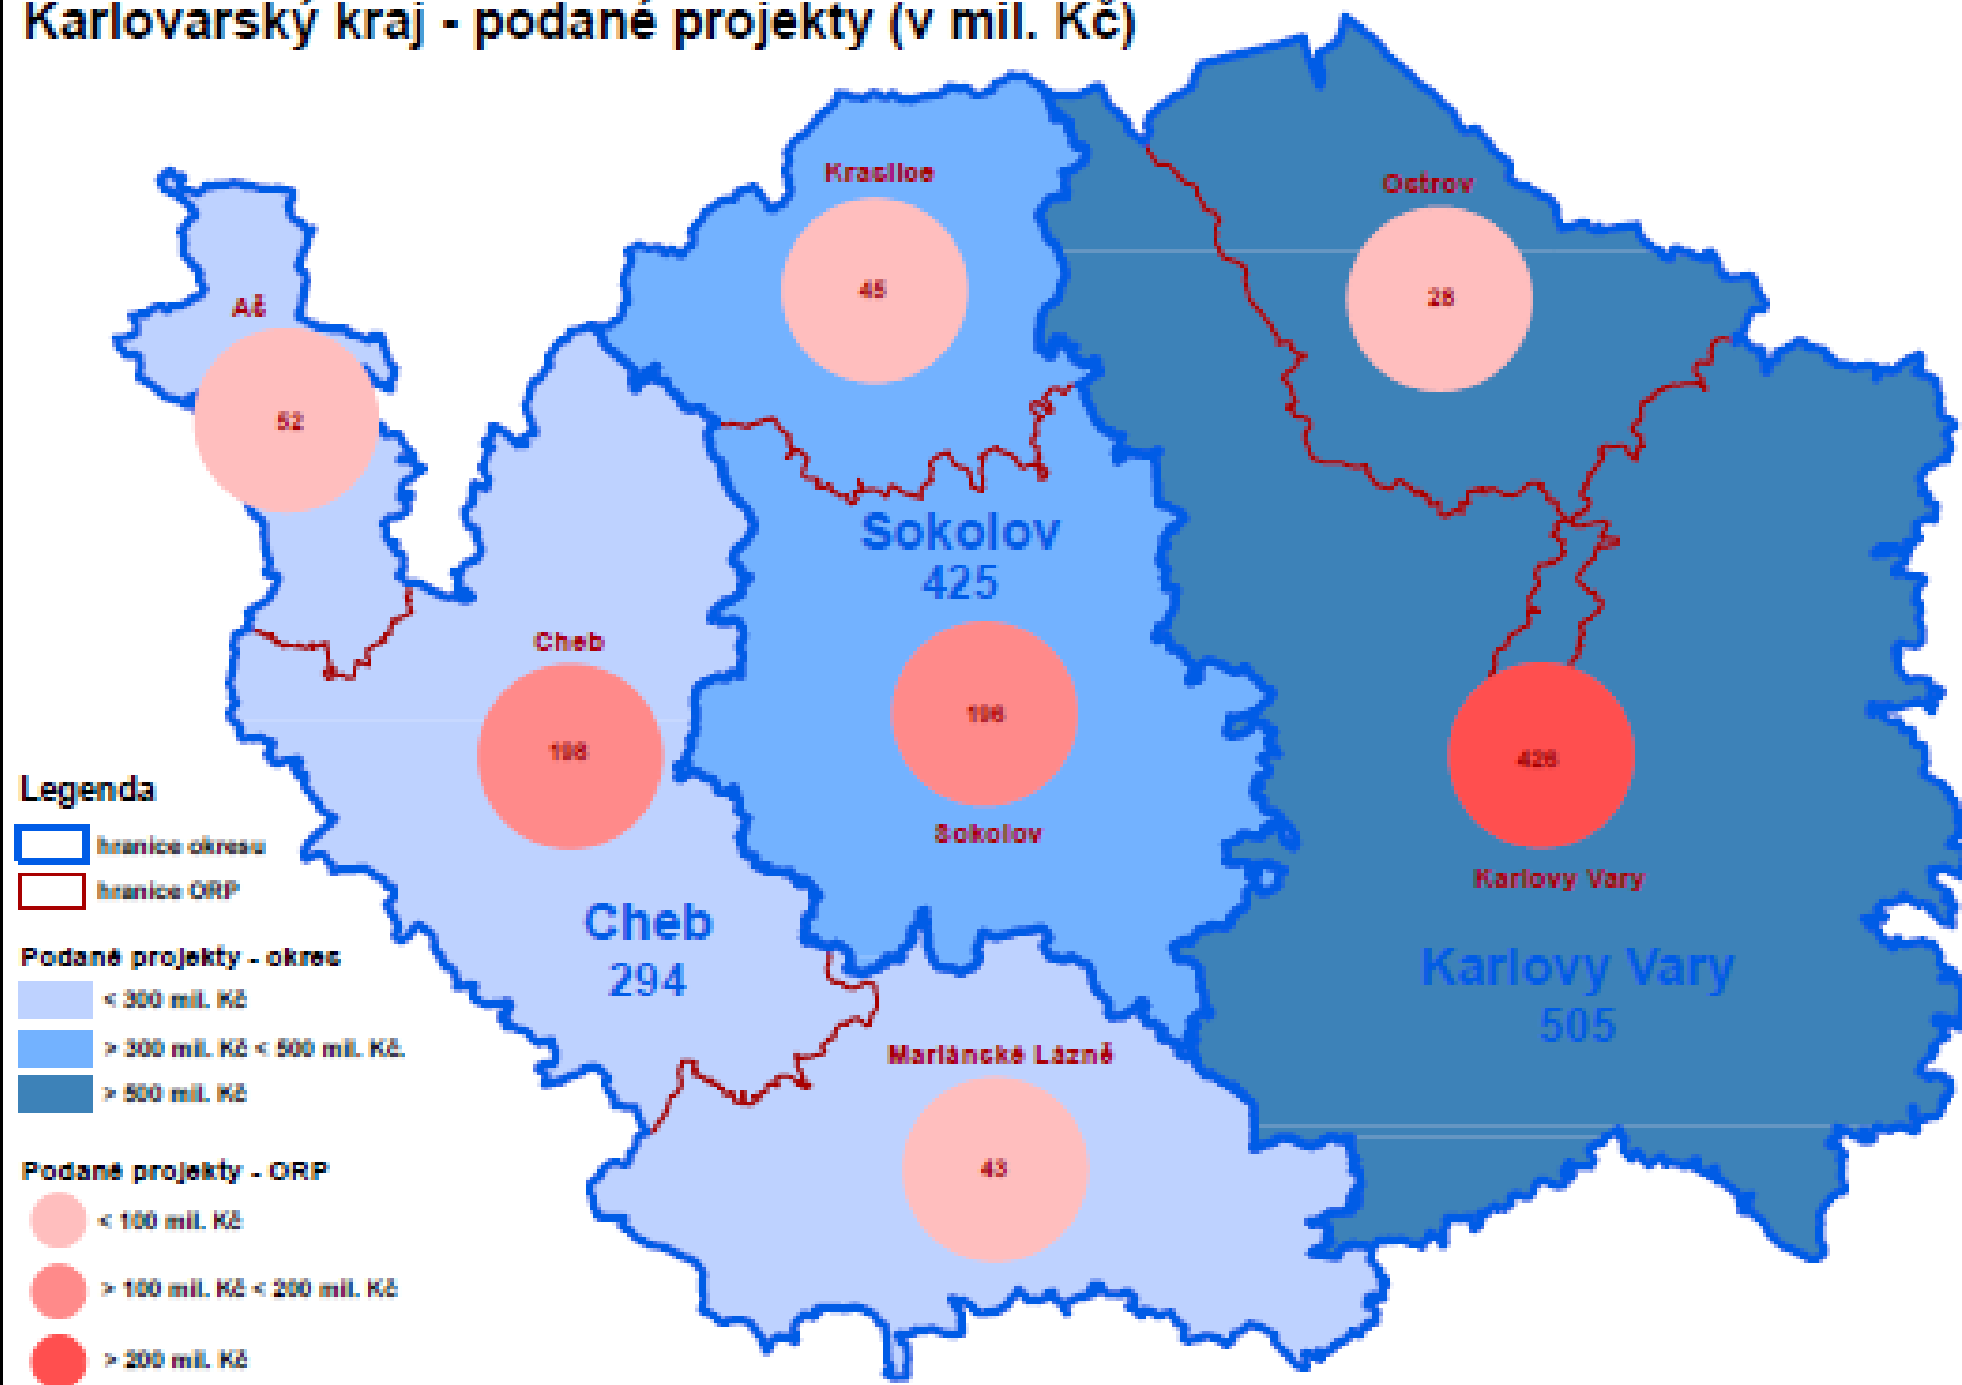 Karlovarský kraj - podané projekty (v mil. Kč)
Kraslice
45
Ostrov
28
Aš
52
Sokolov
425
Cheb
198
196
Sokolov
Karlovy Vary
Cheb
294
Karlovy Vary
505
Mariánské Lázně
43
Legenda
hranice okresu
hranice ORP
Podané projekty - okres
< 300 mil. Kč
> 300 mil. Kč < 500 mil. Kč.
> 500 mil. Kč
Podané projekty - ORP
< 100 mil. Kč
> 100 mil. Kč < 200 mil. Kč
> 200 mil. Kč